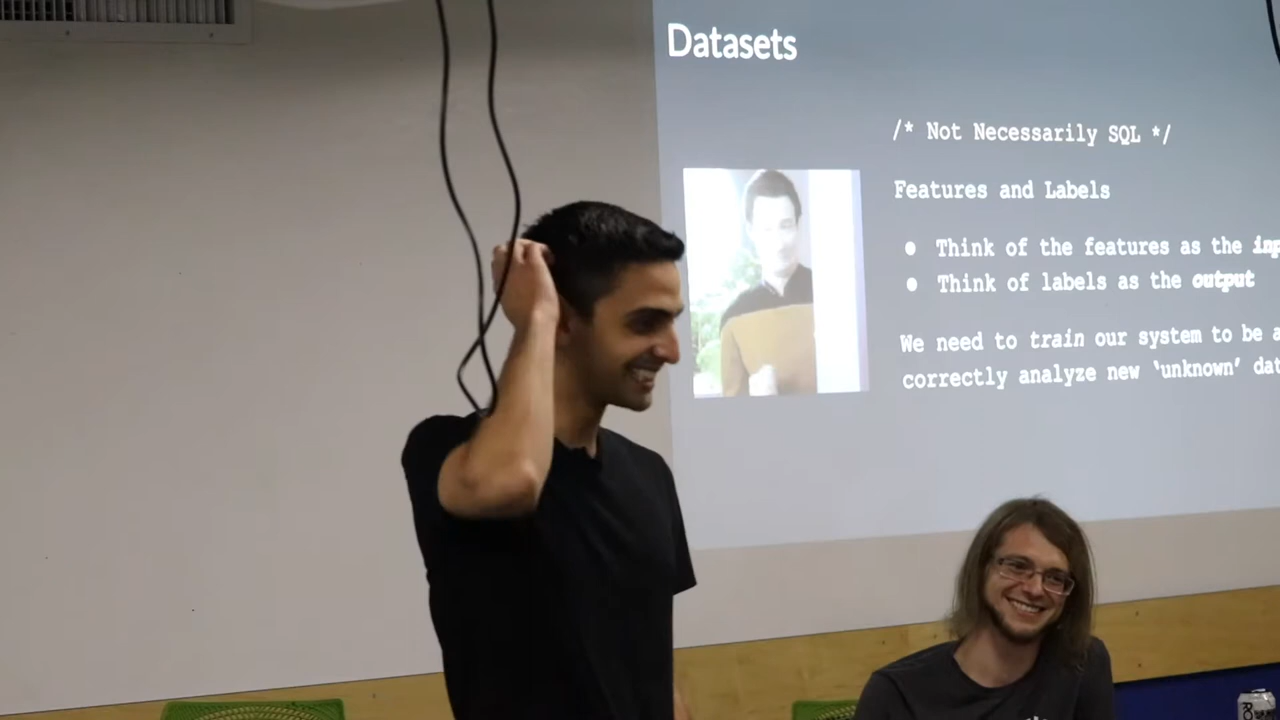 Datasets
/* Not Necessarily SQL */
Features and Labels
● Think of the features as the
● Think of labels as the output
We need to train our system to be
correctly analyze new ‘unknown’